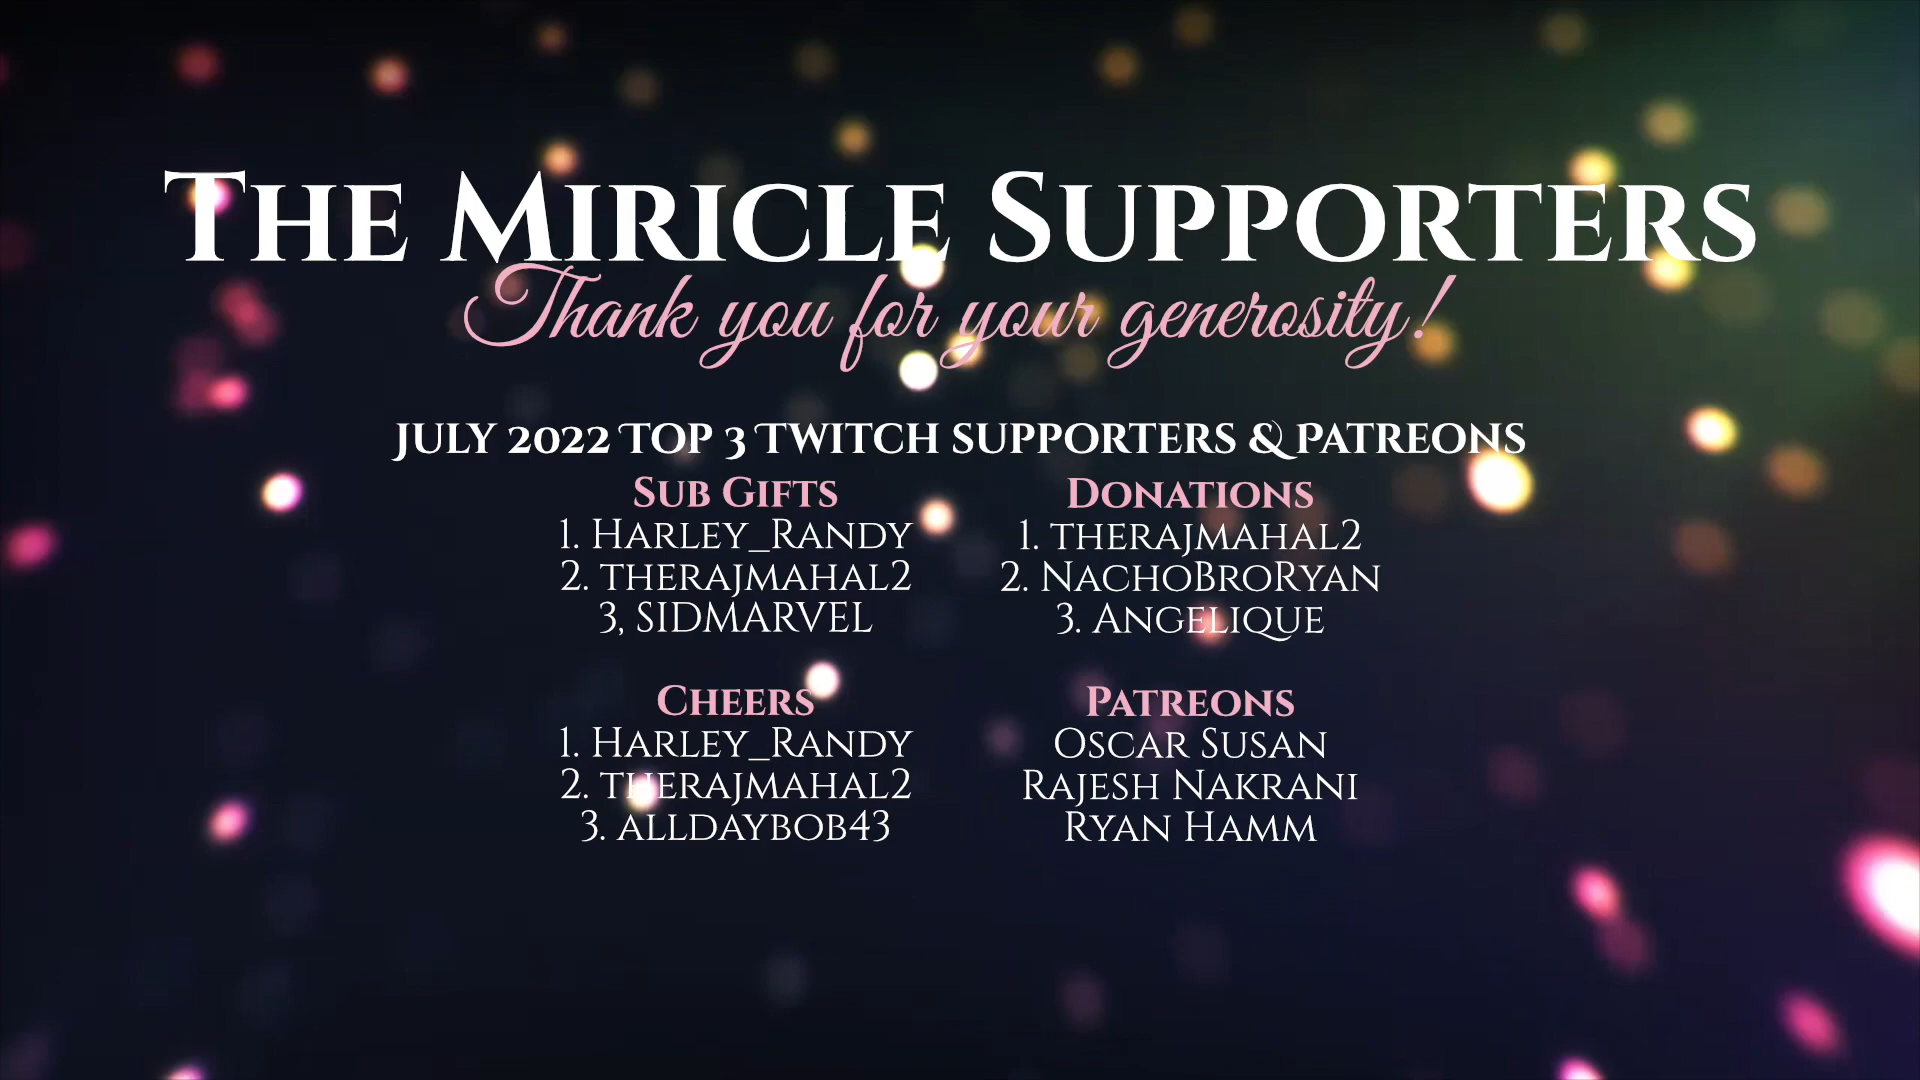 The Miricle Supporters
Thank you for your generosity!
July 2022 Top 3 Twitch Supporters & Patreons
Sub Gifts
1. Harley_Randy
2. therajmahal2
3, SIDMARVEL
Donations
1. therajmahal2
2. NachoBroRyan
3. Angelique
Cheers
1. Harley_Randy
2. therajmahal2
3. alldaybob43
Patreons
Oscar Susan
Rajesh Nakrani
Ryan Hamm